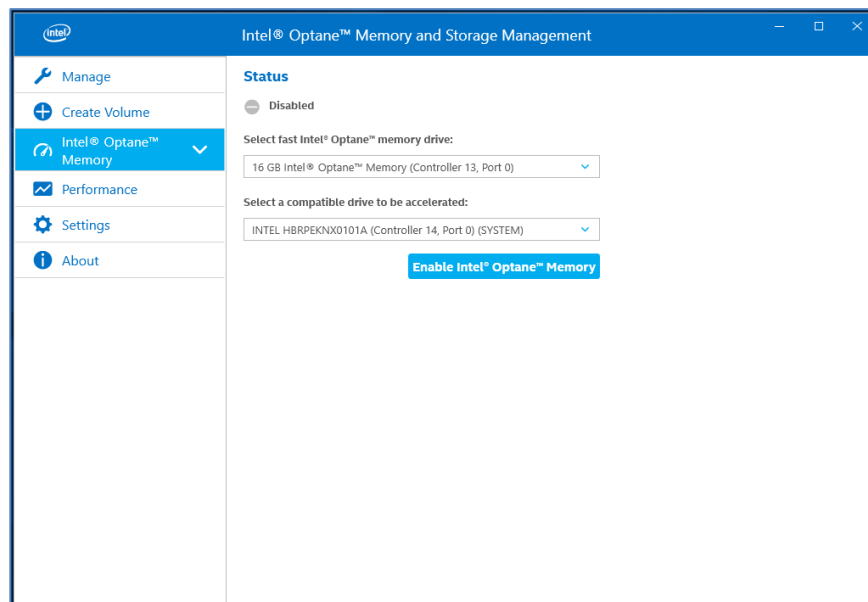 intel
Intel® Optane™ Memory and Storage Management
Manage
Create Volume
Intel® Optane™
Memory
Performance
Settings
About
Status
Disabled
Select fast Intel® Optane™ memory drive:
16 GB Intel® Optane™ Memory (Controller 13, Port 0)
Select a compatible drive to be accelerated:
INTEL HBRPEKNX0101A (Controller 14, Port 0) (SYSTEM)
Enable Intel® Optane™ Memory